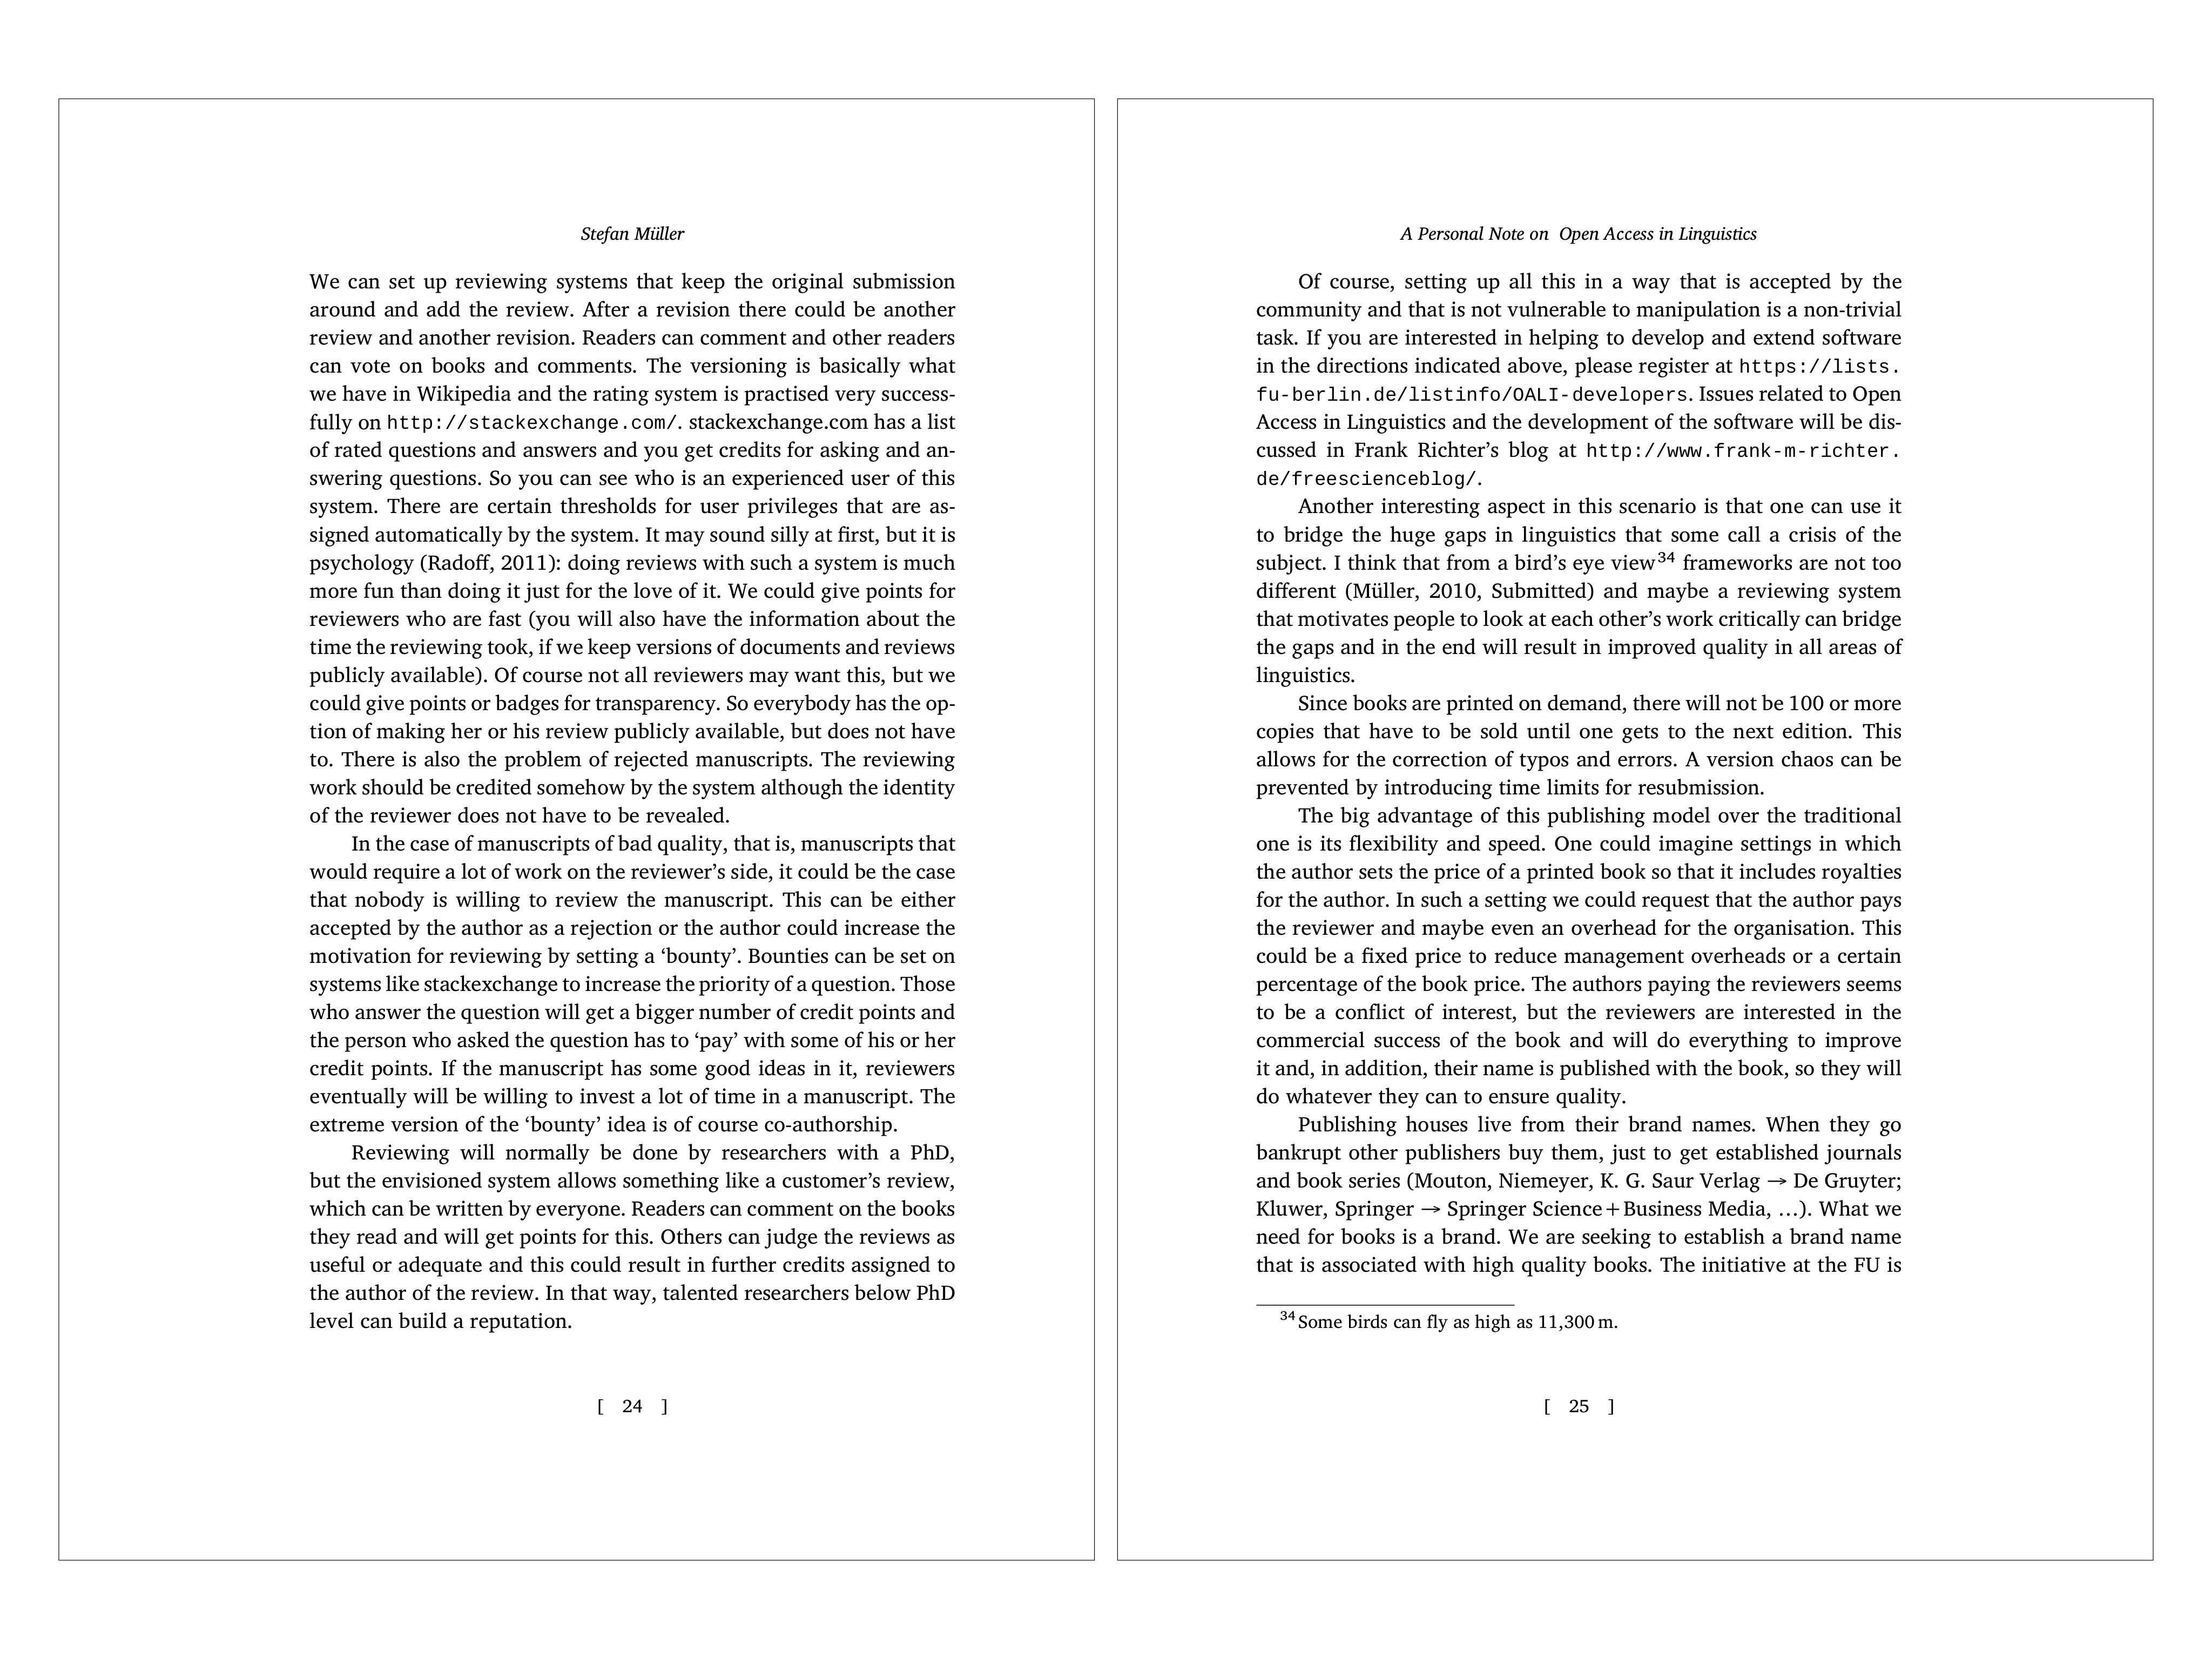 Stefan Müller
We can set up reviewing systems that keep the original submission
around and add the review. After a revision there could be another
review and another revision. Readers can comment and other readers
can vote on books and comments. The versioning is basically what
we have in Wikipedia and the rating system is practised very success-
fully on http://stackexchange.com/. stackexchange.com has a list
of rated questions and answers and you get credits for asking and an-
swering questions. So you can see who is an experienced user of this
system. There are certain thresholds for user privileges that are as-
signed automatically by the system. It may sound silly at first, but it is
psychology (Radoff, 2011): doing reviews with such a system is much
more fun than doing it just for the love of it. We could give points for
reviewers who are fast (you will also have the information about the
time the reviewing took, if we keep versions of documents and reviews
publicly available). Of course not all reviewers may want this, but we
could give points or badges for transparency. So everybody has the op-
tion of making her or his review publicly available, but does not have
to. There is also the problem of rejected manuscripts. The reviewing
work should be credited somehow by the system although the identity
of the reviewer does not have to be revealed.
In the case of manuscripts of bad quality, that is, manuscripts that
would require a lot of work on the reviewer's side, it could be the case
that nobody is willing to review the manuscript. This can be either
accepted by the author as a rejection or the author could increase the
motivation for reviewing by setting a ‘bounty’. Bounties can be set on
systems like stackexchange to increase the priority of a question. Those
who answer the question will get a bigger number of credit points and
the person who asked the question has to ‘pay’ with some of his or her
credit points. If the manuscript has some good ideas in it, reviewers
eventually will be willing to invest a lot of time in a manuscript. The
extreme version of the ‘bounty’ idea is of course co-authorship.
Reviewing will normally be done by researchers with a PhD,
but the envisioned system allows something like a customer's review,
which can be written by everyone. Readers can comment on the books
they read and will get points for this. Others can judge the reviews as
useful or adequate and this could result in further credits assigned to
the author of the review. In that way, talented researchers below PhD
level can build a reputation.
[ 24 ]
A Personal Note on Open Access in Linguistics
Of course, setting up all this in a way that is accepted by the
community and that is not vulnerable to manipulation is a non-trivial
task. If you are interested in helping to develop and extend software
in the directions indicated above, please register at https://lists.
fu-berlin.de/listinfo/OALI-developers. Issues related to Open
Access in Linguistics and the development of the software will be dis-
cussed in Frank Richter's blog at http://www.frank-m-richter.
de/freescienceblog/.
Another interesting aspect in this scenario is that one can use it
to bridge the huge gaps in linguistics that some call a crisis of the
subject. I think that from a bird's eye view³⁴ frameworks are not too
different (Müller, 2010, Submitted) and maybe a reviewing system
that motivates people to look at each other's work critically can bridge
the gaps and in the end will result in improved quality in all areas of
linguistics.
Since books are printed on demand, there will not be 100 or more
copies that have to be sold until one gets to the next edition. This
allows for the correction of typos and errors. A version chaos can be
prevented by introducing time limits for resubmission.
The big advantage of this publishing model over the traditional
one is its flexibility and speed. One could imagine settings in which
the author sets the price of a printed book so that it includes royalties
for the author. In such a setting we could request that the author pays
the reviewer and maybe even an overhead for the organisation. This
could be a fixed price to reduce management overheads or a certain
percentage of the book price. The authors paying the reviewers seems
to be a conflict of interest, but the reviewers are interested in the
commercial success of the book and will do everything to improve
it and, in addition, their name is published with the book, so they will
do whatever they can to ensure quality.
Publishing houses live from their brand names. When they go
bankrupt other publishers buy them, just to get established journals
and book series (Mouton, Niemeyer, K. G. Saur Verlag → De Gruyter;
Kluwer, Springer → Springer Science+Business Media, …). What we
need for books is a brand. We are seeking to establish a brand name
that is associated with high quality books. The initiative at the FU is
³⁴ Some birds can fly as high as 11,300 m.
[ 25 ]